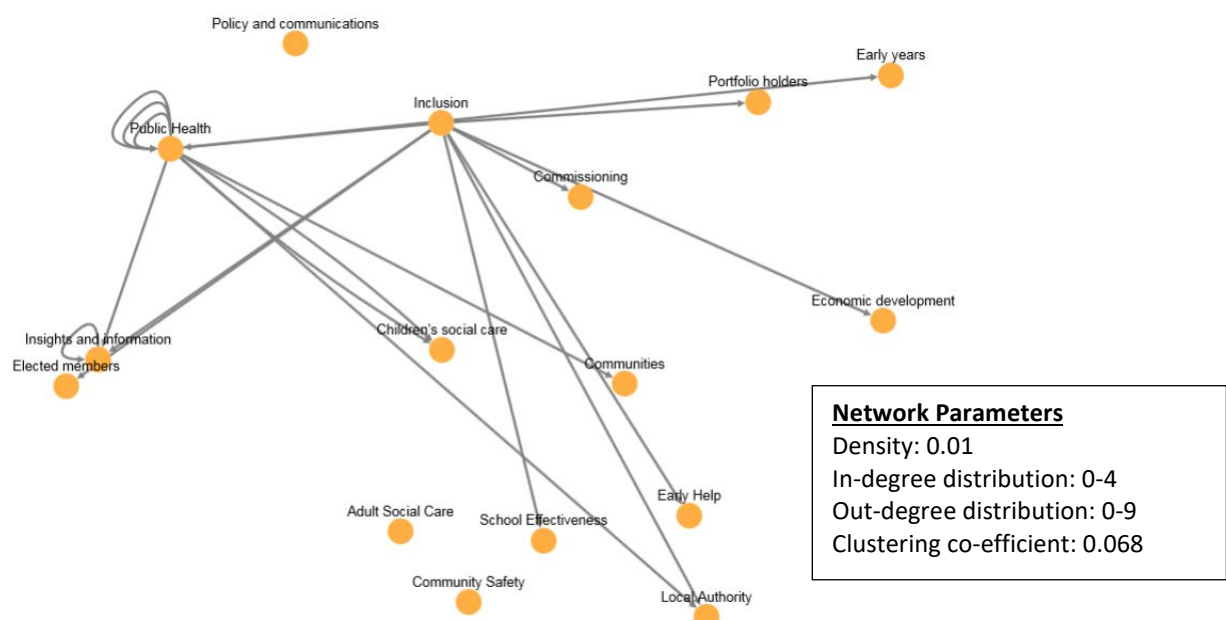 Policy and communications
Early years
Portfolio holders
Inclusion
Public Health
Commissioning
Economic development
Children's social care
Insights and information
Elected members
Communities
Network Parameters
Density: 0.01
In-degree distribution: 0-4
Out-degree distribution: 0-9
Clustering co-efficient: 0.068
Early Help
Adult Social Care
School Effectiveness
Community Safety
Local Authority